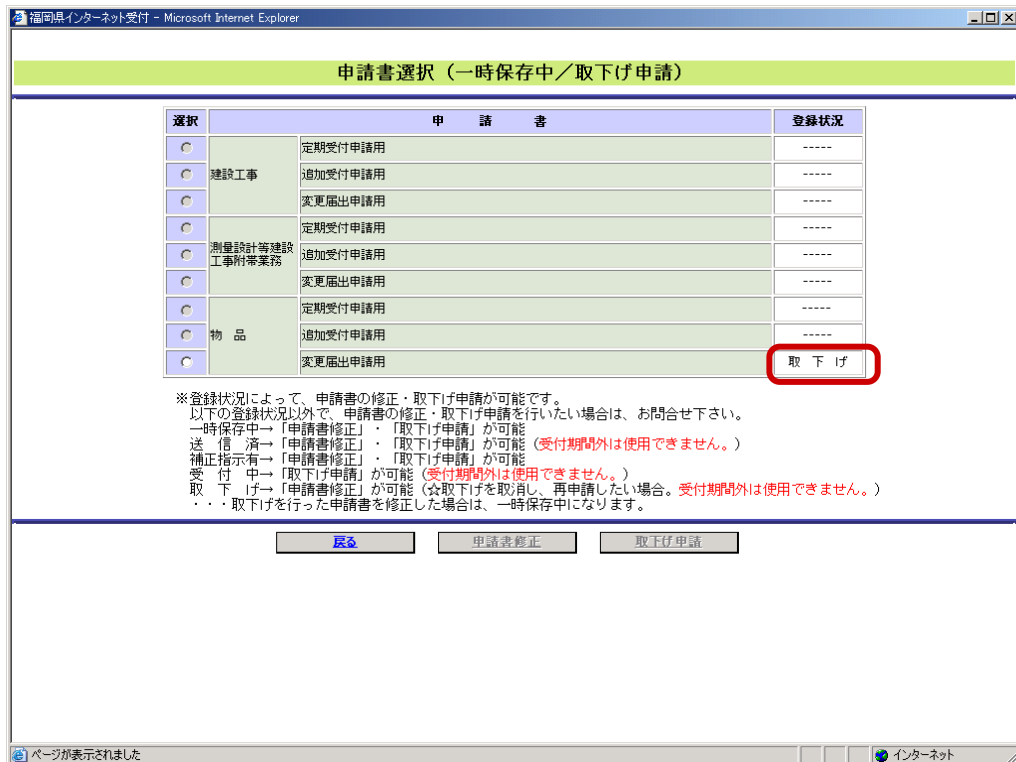 福岡県インターネット受付 - Microsoft Internet Explorer
申請書選択（一時保存中／取下げ申請）
選択 申 請 書 登録状況
定期受付申請用 -----
建設工事 追加受付申請用 -----
変更届出申請用 -----
定期受付申請用 -----
測量設計等建設
工事附帯業務
追加受付申請用 -----
変更届出申請用 -----
定期受付申請用 -----
物 品 追加受付申請用 -----
変更届出申請用 取 下 げ
※登録状況によって、申請書の修正・取下げ申請が可能です。
以下の登録状況以外で、申請書の修正・取下げ申請を行いたい場合は、お問合せ下さい。
一時保存中→「申請書修正」・「取下げ申請」が可能
送 信 済→「申請書修正」・「取下げ申請」が可能（受付期間外は使用できません。）
補正指示有→「申請書修正」・「取下げ申請」が可能
受 付 中→「取下げ申請」が可能（受付期間外は使用できません。）
取 下 げ→「申請書修正」が可能（☆取下げを取消し、再申請したい場合。受付期間外は使用できません。）
・・・取下げを行った申請書を修正した場合は、一時保存中になります。
戻る 申請書修正 取下げ申請
ページが表示されました インターネット